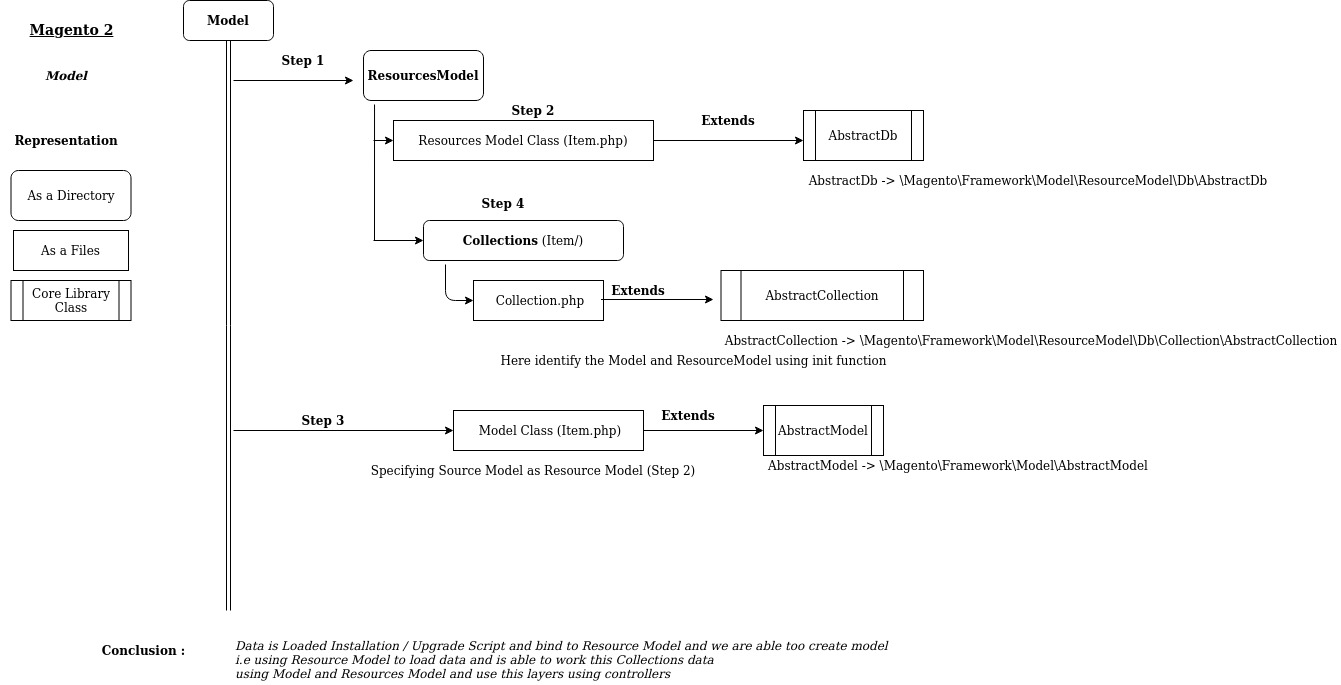 Magento 2
Model
Representation
As a Directory
As a Files
Core Library
Class
Model
Step 1
ResourcesModel
Step 2
Resources Model Class (Item.php)
Extends
AbstractDb
AbstractDb -> \Magento\Framework\Model\ResourceModel\Db\AbstractDb
Step 4
Collections (Item/)
Collection.php
Extends
AbstractCollection
AbstractCollection -> \Magento\Framework\Model\ResourceModel\Db\Collection\AbstractCollection
Here identify the Model and ResourceModel using init function
Step 3
Model Class (Item.php)
Extends
AbstractModel
AbstractModel -> \Magento\Framework\Model\AbstractModel
Specifying Source Model as Resource Model (Step 2)
Conclusion :
Data is Loaded Installation / Upgrade Script and bind to Resource Model and we are able too create model
i.e using Resource Model to load data and is able to work this Collections data
using Model and Resources Model and use this layers using controllers